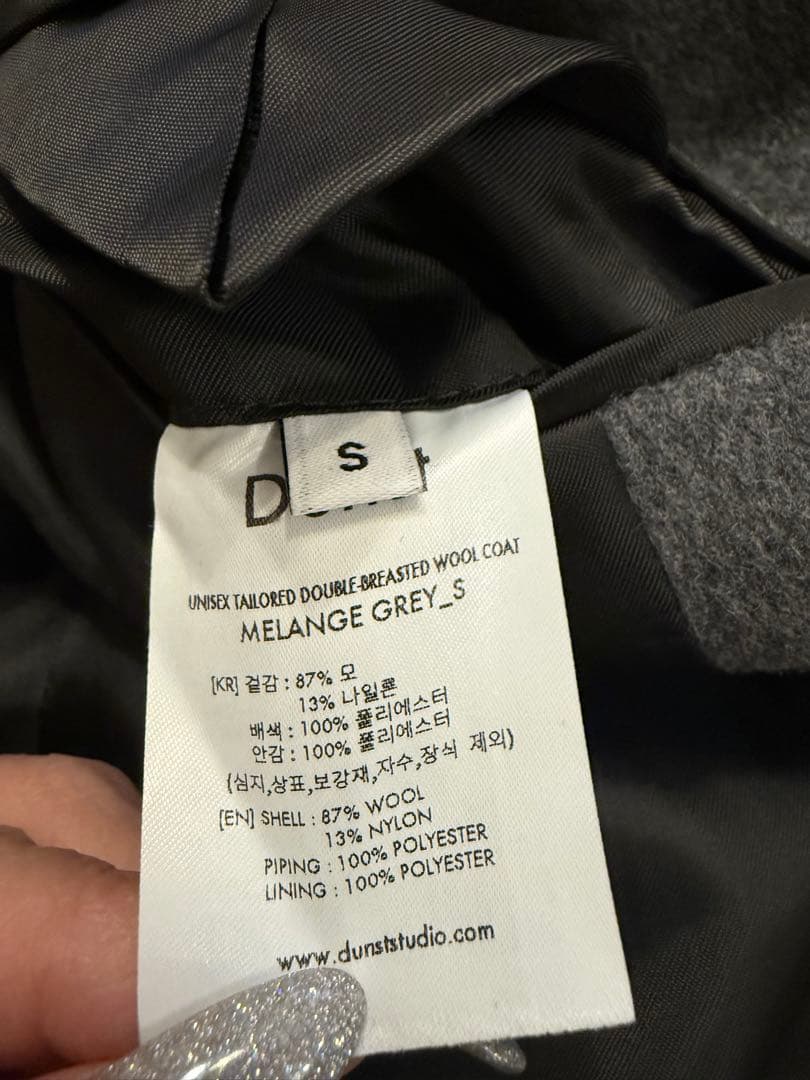 S
UNISEX TAILORED DOUBLE-BREASTED WOOL COAT
MELANGE GREY_S
[KR] 겉감 : 87% 모
13% 나일론
배색 : 100% 폴리에스터
안감 : 100% 폴리에스터
(심지,상표,보강재,자수,장식 제외)
[EN] SHELL : 87% WOOL
13% NYLON
PIPING : 100% POLYESTER
LINING : 100% POLYESTER
www.dunststudio.com